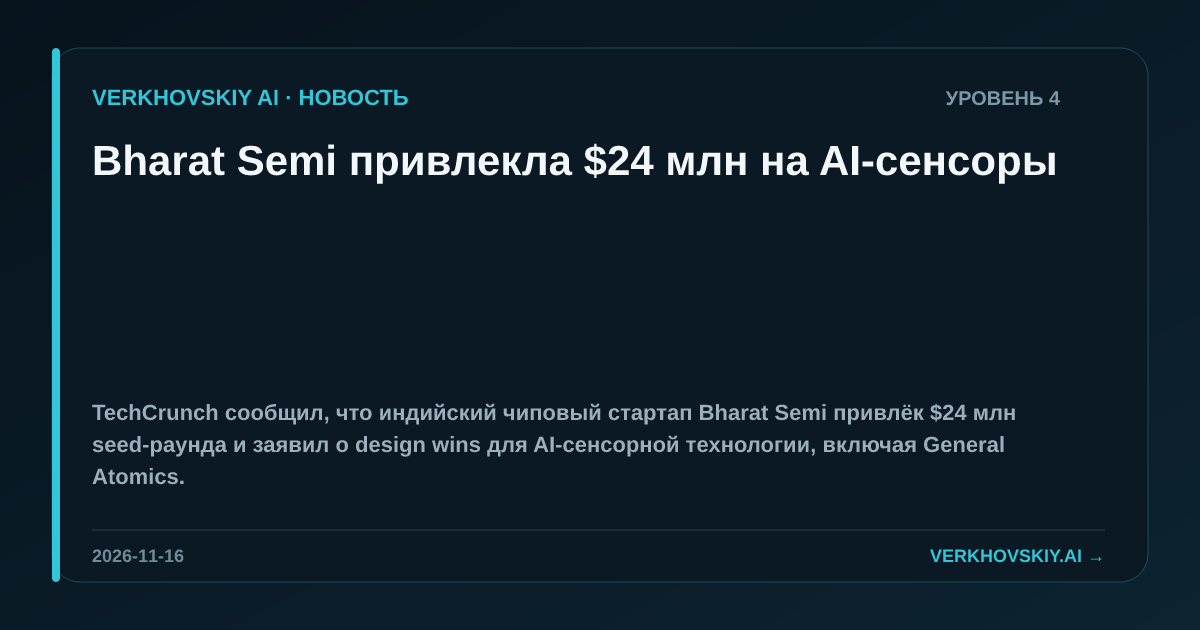 VERKHOVSKIY AI · НОВОСТЬ
УРОВЕНЬ 4
Bharat Semi привлекла $24 млн на AI-сенсоры
TechCrunch сообщил, что индийский чиповый стартап Bharat Semi привлёк $24 млн
seed-раунда и заявил о design wins для AI-сенсорной технологии, включая General
Atomics.
2026-11-16
VERKHOVSKIY.AI →